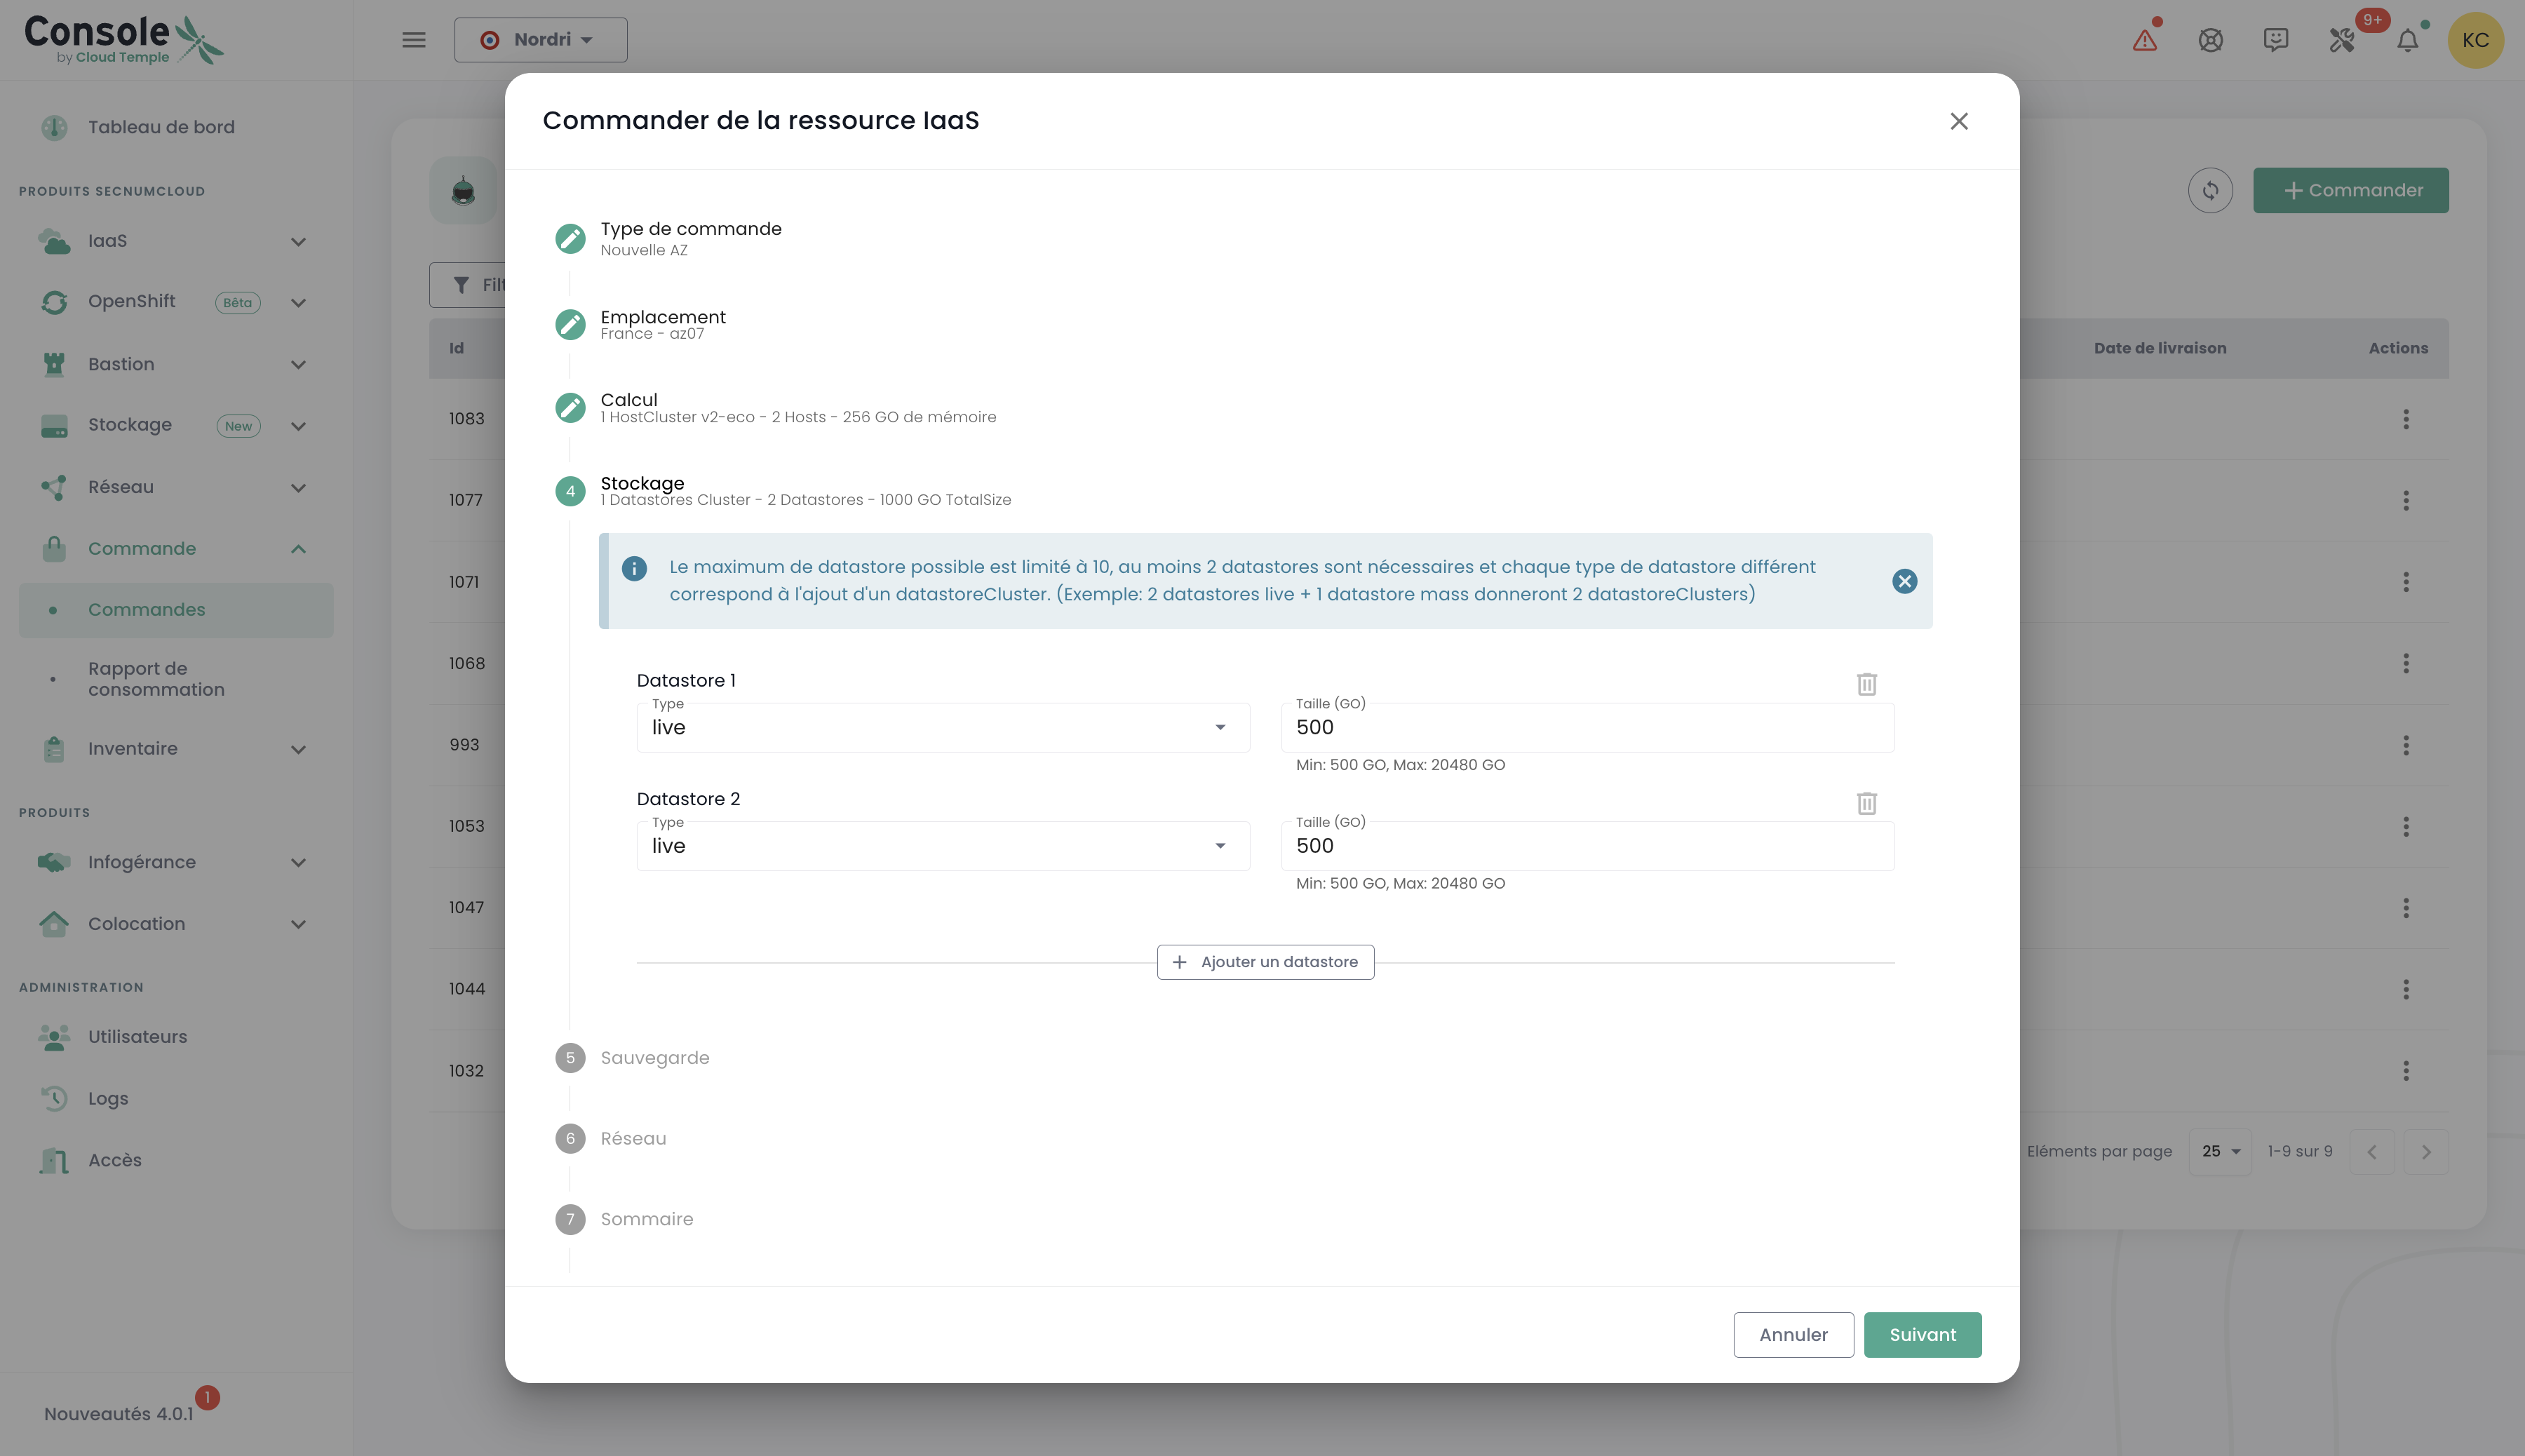 Console
by Cloud Temple
Nordri
9+
KC
Tableau de bord
PRODUITS SECNUMCLOUD
IaaS
OpenShift Bêta
Bastion
Stockage New
Réseau
Commande
Commandes
Rapport de
consommation
Inventaire
PRODUITS
Infogérance
Colocation
ADMINISTRATION
Utilisateurs
Logs
Accès
Nouveautés 4.0.1
1
Commander
Id
Date de livraison
Actions
1083
1077
1071
1068
993
1053
1047
1044
1032
Eléments par page
25
1-9 sur 9
Commander de la ressource IaaS
Type de commande
Nouvelle AZ
Emplacement
France - az07
Calcul
1 HostCluster v2-eco - 2 Hosts - 256 GO de mémoire
4 Stockage
1 Datastores Cluster - 2 Datastores - 1000 GO TotalSize
Le maximum de datastore possible est limité à 10, au moins 2 datastores sont nécessaires et chaque type de datastore différent
correspond à l'ajout d'un datastoreCluster. (Exemple: 2 datastores live + 1 datastore mass donneront 2 datastoreClusters)
Datastore 1
Type
live
Taille (GO)
500
Min: 500 GO, Max: 20480 GO
Datastore 2
Type
live
Taille (GO)
500
Min: 500 GO, Max: 20480 GO
Ajouter un datastore
5 Sauvegarde
6 Réseau
7 Sommaire
Annuler
Suivant